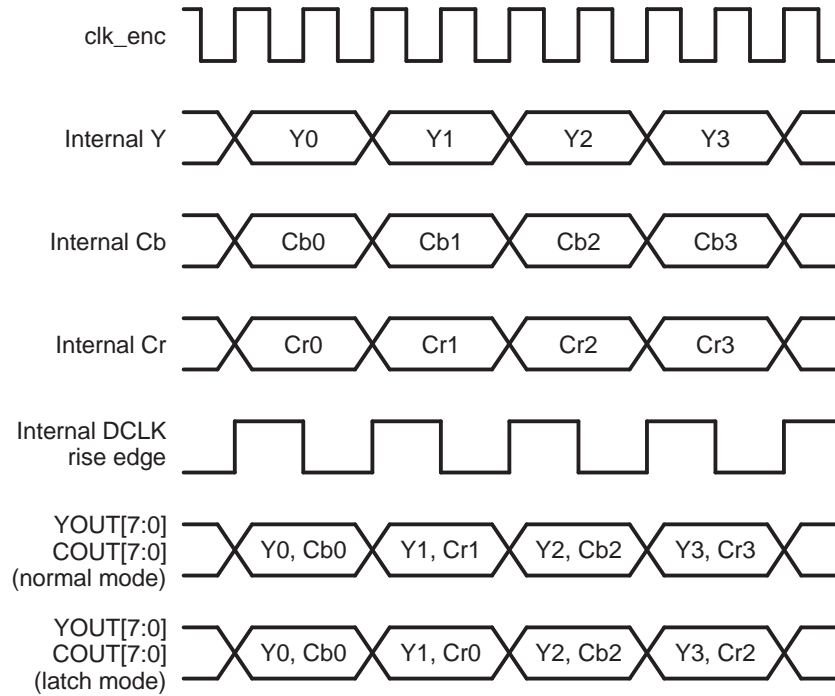 clk_enc
Internal Y
Y0 Y1 Y2 Y3
Internal Cb
Cb0 Cb1 Cb2 Cb3
Internal Cr
Cr0 Cr1 Cr2 Cr3
Internal DCLK
rise edge
YOUT[7:0]
COUT[7:0]
(normal mode)
Y0, Cb0 Y1, Cr1 Y2, Cb2 Y3, Cr3
YOUT[7:0]
COUT[7:0]
(latch mode)
Y0, Cb0 Y1, Cr0 Y2, Cb2 Y3, Cr2